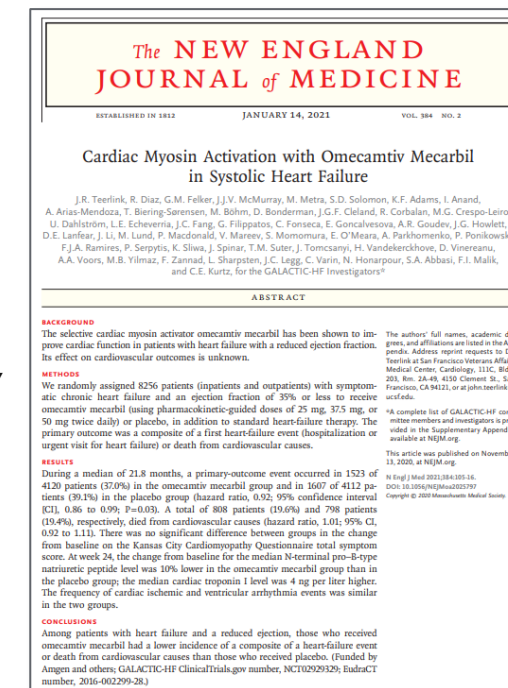 The NEW ENGLAND
JOURNAL of MEDICINE
ESTABLISHED IN 1812 JANUARY 14, 2021 VOL. 384 NO. 2
Cardiac Myosin Activation with Omecamtiv Mecarbil
in Systolic Heart Failure
J.R. Teerlink, R. Diaz, G.M. Felker, J.J.V. McMurray, M. Metra, S.D. Solomon, K.F. Adams, I. Anand,
A. Arias-Mendoza, T. Biering-Sørensen, M. Böhm, D. Bonderman, J.G.F. Cleland, R. Corbalan, M.G. Crespo-Leiro
U. Dahlström, L.E. Echeverria, J.C. Fang, G. Filippatos, C. Fonseca, E. Goncalvesova, A.R. Goudev, J.G. Howlett,
D.E. Lanfear, J. Li, M. Lund, P. Macdonald, V. Mareev, S. Momomura, E. O'Meara, A. Parkhomenko, P. Ponikowsk
F.J.A. Ramires, P. Serpytis, K. Sliwa, J. Spinar, T.M. Suter, J. Tomcsanyi, H. Vandekerckhove, D. Vinereanu,
A.A. Voors, M.B. Yilmaz, F. Zannad, L. Sharpsten, J.C. Legg, C. Varin, N. Honarpour, S.A. Abbasi, F.I. Malik,
and C.E. Kurtz, for the GALACTIC-HF Investigators*
ABSTRACT
BACKGROUND
The selective cardiac myosin activator omecamtiv mecarbil has been shown to im-
prove cardiac function in patients with heart failure with a reduced ejection fraction.
Its effect on cardiovascular outcomes is unknown.
METHODS
We randomly assigned 8256 patients (inpatients and outpatients) with symptom-
atic chronic heart failure and an ejection fraction of 35% or less to receive
omecamtiv mecarbil (using pharmacokinetic-guided doses of 25 mg, 37.5 mg, or
50 mg twice daily) or placebo, in addition to standard heart-failure therapy. The
primary outcome was a composite of a first heart-failure event (hospitalization or
urgent visit for heart failure) or death from cardiovascular causes.
RESULTS
During a median of 21.8 months, a primary-outcome event occurred in 1523 of
4120 patients (37.0%) in the omecamtiv mecarbil group and in 1607 of 4112 pa-
tients (39.1%) in the placebo group (hazard ratio, 0.92; 95% confidence interval
[CI], 0.86 to 0.99; P=0.03). A total of 808 patients (19.6%) and 798 patients
(19.4%), respectively, died from cardiovascular causes (hazard ratio, 1.01; 95% CI,
0.92 to 1.11). There was no significant difference between groups in the change
from baseline on the Kansas City Cardiomyopathy Questionnaire total symptom
score. At week 24, the change from baseline for the median N-terminal pro–B-type
natriuretic peptide level was 10% lower in the omecamtiv mecarbil group than in
the placebo group; the median cardiac troponin I level was 4 ng per liter higher.
The frequency of cardiac ischemic and ventricular arrhythmia events was similar
in the two groups.
CONCLUSIONS
Among patients with heart failure and a reduced ejection, those who received
omecamtiv mecarbil had a lower incidence of a composite of a heart-failure event
or death from cardiovascular causes than those who received placebo. (Funded by
Amgen and others; GALACTIC-HF ClinicalTrials.gov number, NCT02929329; EudraCT
number, 2016-002299-28.)
The authors' full names, academic d
grees, and affiliations are listed in the A
pendix. Address reprint requests to D
Teerlink at San Francisco Veterans Affai
Medical Center, Cardiology, 111C, Bld
203, Rm. 2A-49, 4150 Clement St., Sa
Francisco, CA 94121, or at john.teerlink
ucsf.edu.
*A complete list of GALACTIC-HF com
mittee members and investigators is pr
vided in the Supplementary Append
available at NEJM.org.
This article was published on Novemb
13, 2020, at NEJM.org.
N Engl J Med 2021;384:105-16.
DOI: 10.1056/NEJMoa2025797
Copyright © 2020 Massachusetts Medical Society.